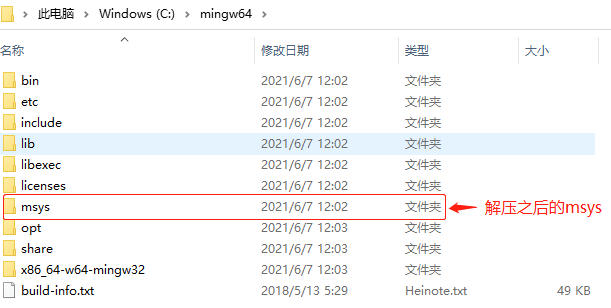 此电脑 > Windows (C:) > mingw64 >
名称 修改日期 类型 大小
bin 2021/6/7 12:02 文件夹
etc 2021/6/7 12:02 文件夹
include 2021/6/7 12:02 文件夹
lib 2021/6/7 12:02 文件夹
libexec 2021/6/7 12:02 文件夹
licenses 2021/6/7 12:02 文件夹
msys 2021/6/7 12:02 文件夹 解压之后的msys
opt 2021/6/7 12:03 文件夹
share 2021/6/7 12:03 文件夹
x86_64-w64-mingw32 2021/6/7 12:03 文件夹
build-info.txt 2018/5/13 5:29 Heinote.txt 49 KB